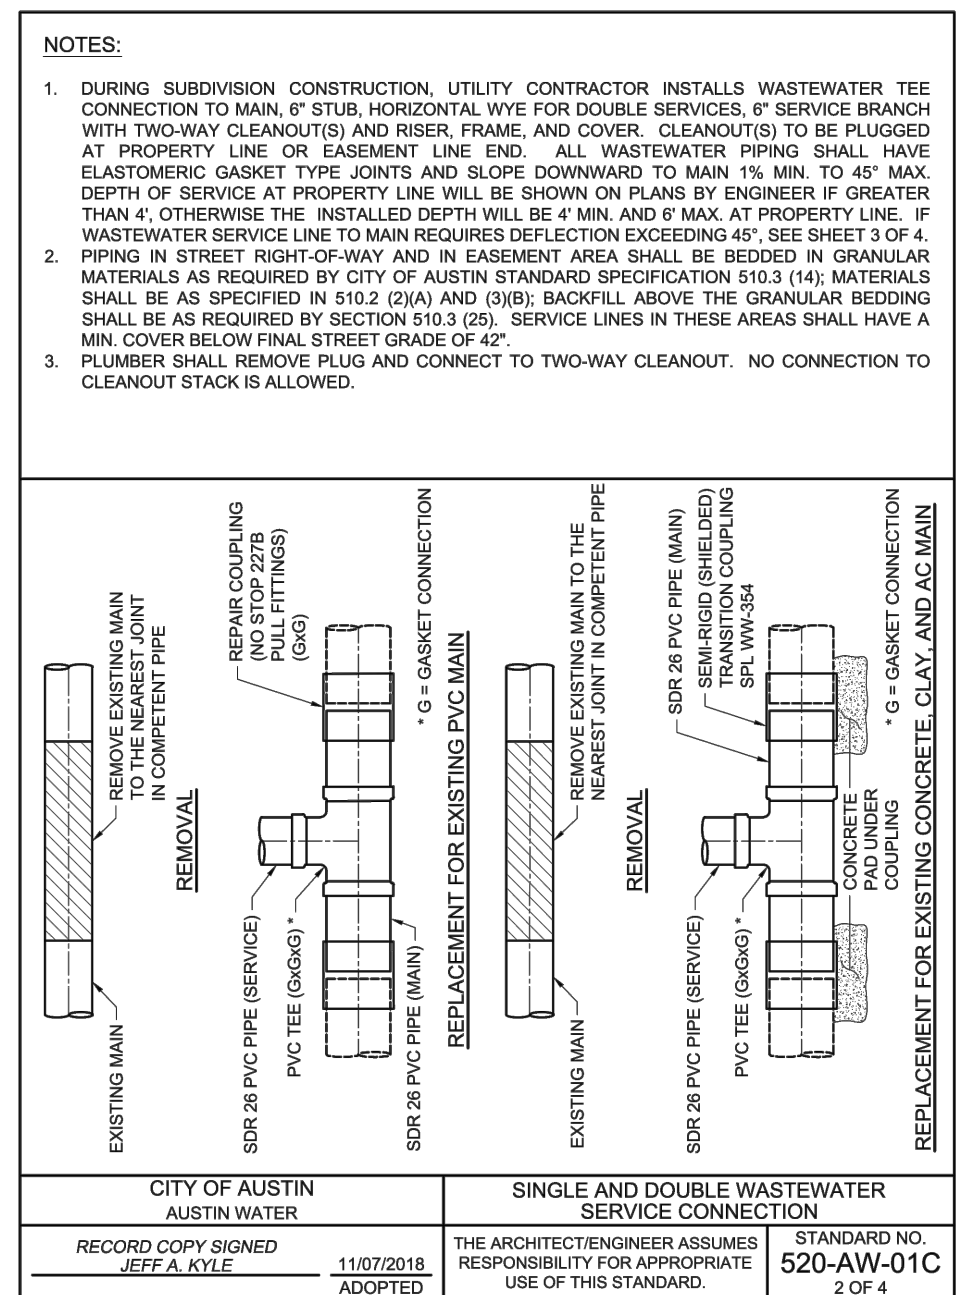 NOTES:
1. DURING SUBDIVISION CONSTRUCTION, UTILITY CONTRACTOR INSTALLS WASTEWATER TEE
CONNECTION TO MAIN, 6" STUB, HORIZONTAL WYE FOR DOUBLE SERVICES, 6" SERVICE BRANCH
WITH TWO-WAY CLEANOUT(S) AND RISER, FRAME, AND COVER. CLEANOUT(S) TO BE PLUGGED
AT PROPERTY LINE OR EASEMENT LINE END. ALL WASTEWATER PIPING SHALL HAVE
ELASTOMERIC GASKET TYPE JOINTS AND SLOPE DOWNWARD TO MAIN 1% MIN. TO 45° MAX.
DEPTH OF SERVICE AT PROPERTY LINE WILL BE SHOWN ON PLANS BY ENGINEER IF GREATER
THAN 4', OTHERWISE THE INSTALLED DEPTH WILL BE 4' MIN. AND 6' MAX. AT PROPERTY LINE. IF
WASTEWATER SERVICE LINE TO MAIN REQUIRES DEFLECTION EXCEEDING 45°, SEE SHEET 3 OF 4.
2. PIPING IN STREET RIGHT-OF-WAY AND IN EASEMENT AREA SHALL BE BEDDED IN GRANULAR
MATERIALS AS REQUIRED BY CITY OF AUSTIN STANDARD SPECIFICATION 510.3 (14); MATERIALS
SHALL BE AS SPECIFIED IN 510.2 (2)(A) AND (3)(B); BACKFILL ABOVE THE GRANULAR BEDDING
SHALL BE AS REQUIRED BY SECTION 510.3 (25). SERVICE LINES IN THESE AREAS SHALL HAVE A
MIN. COVER BELOW FINAL STREET GRADE OF 42".
3. PLUMBER SHALL REMOVE PLUG AND CONNECT TO TWO-WAY CLEANOUT. NO CONNECTION TO
CLEANOUT STACK IS ALLOWED.
EXISTING MAIN
REMOVE EXISTING MAIN
TO THE NEAREST JOINT
IN COMPETENT PIPE
REMOVAL
SDR 26 PVC PIPE (SERVICE)
PVC TEE (GxGxG) *
SDR 26 PVC PIPE (MAIN)
REPAIR COUPLING
(NO STOP 227B
PULL FITTINGS)
(GxG)
* G = GASKET CONNECTION
REPLACEMENT FOR EXISTING PVC MAIN
EXISTING MAIN
REMOVE EXISTING MAIN TO THE
NEAREST JOINT IN COMPETENT PIPE
REMOVAL
SDR 26 PVC PIPE (SERVICE)
PVC TEE (GxGxG) *
SDR 26 PVC PIPE (MAIN)
SEMI-RIGID (SHIELDED)
TRANSITION COUPLING
SPL WW-354
CONCRETE
PAD UNDER
COUPLING
* G = GASKET CONNECTION
REPLACEMENT FOR EXISTING CONCRETE, CLAY, AND AC MAIN
CITY OF AUSTIN
AUSTIN WATER
SINGLE AND DOUBLE WASTEWATER
SERVICE CONNECTION
RECORD COPY SIGNED
JEFF A. KYLE
11/07/2018
ADOPTED
THE ARCHITECT/ENGINEER ASSUMES
RESPONSIBILITY FOR APPROPRIATE
USE OF THIS STANDARD.
STANDARD NO.
520-AW-01C
2 OF 4